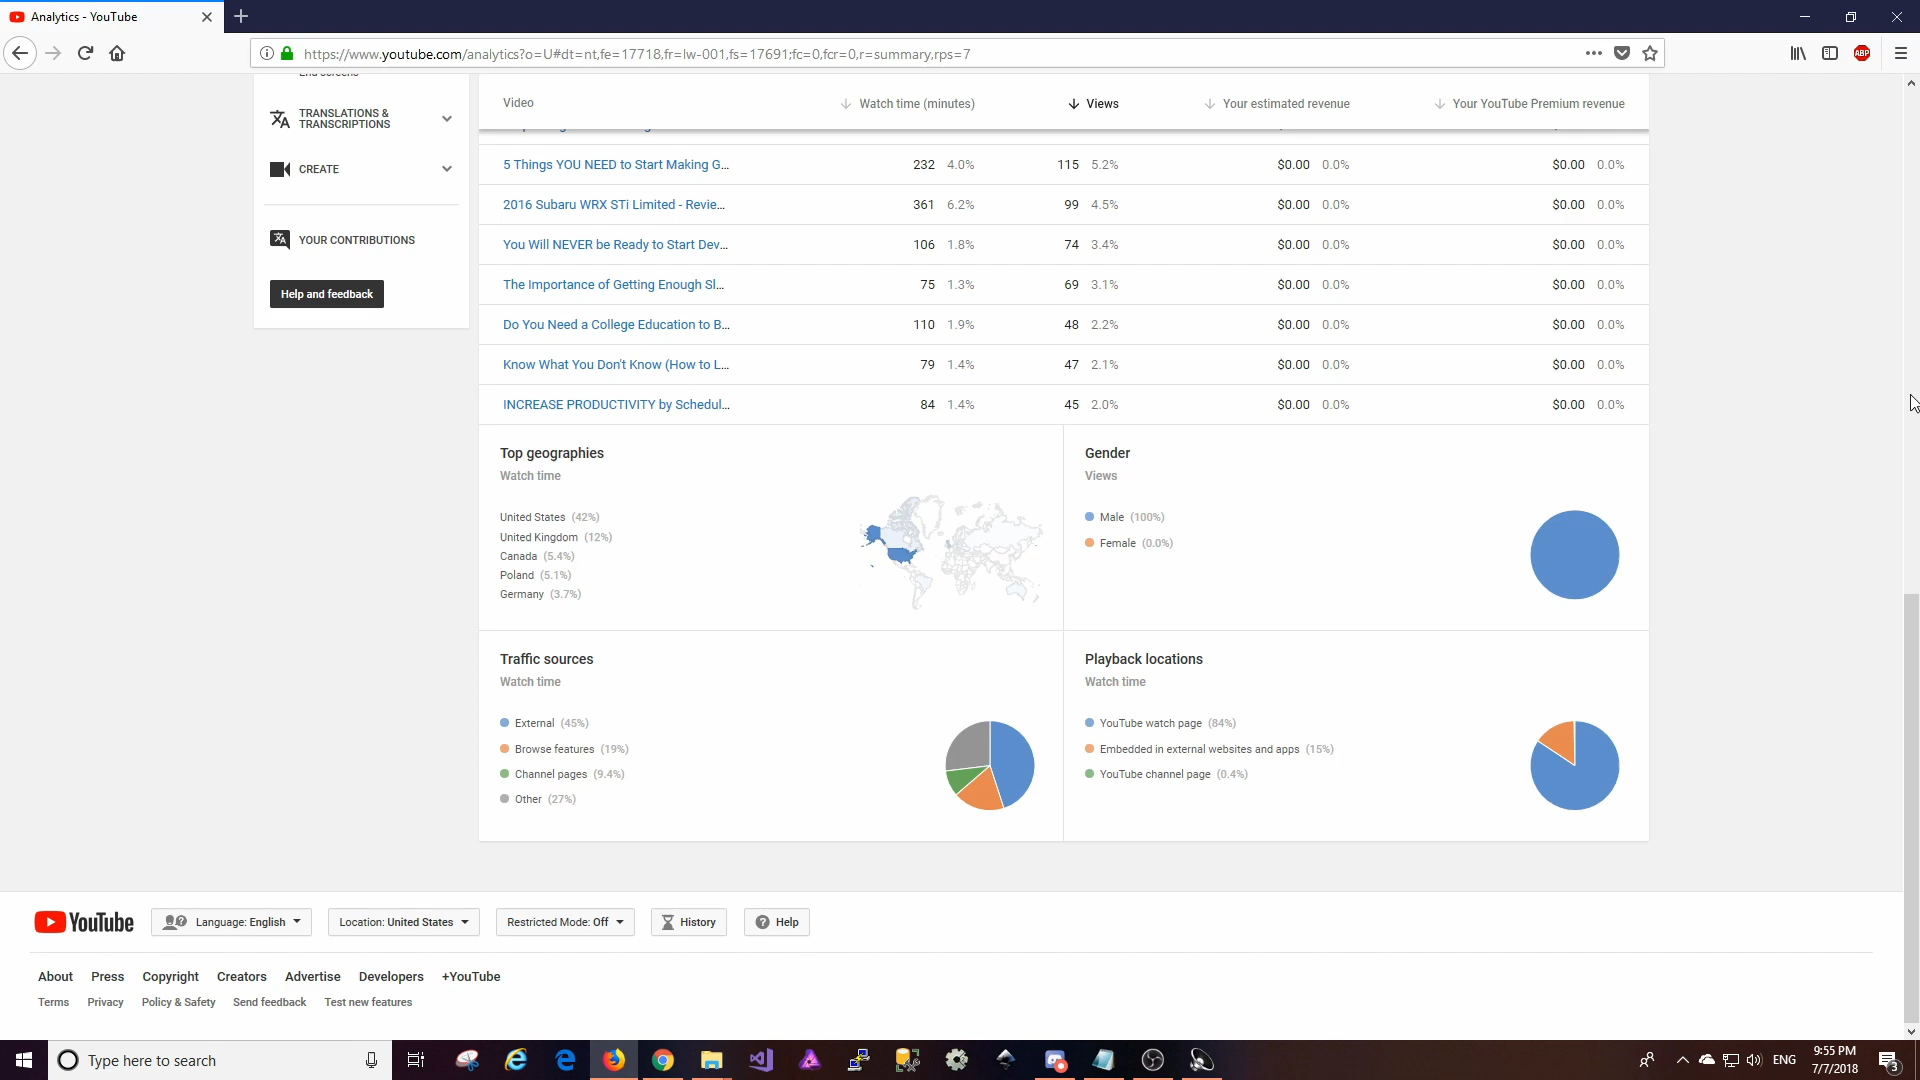 Analytics - YouTube
https://www.youtube.com/analytics?o=U#dt=nt,fe=17718,fr=lw-001,fs=17691;fc=0,fcr=0,r=summary,rps=7
ABP
TRANSLATIONS &
TRANSCRIPTIONS
CREATE
YOUR CONTRIBUTIONS
Help and feedback
Video Watch time (minutes) Views Your estimated revenue Your YouTube Premium revenue
5 Things YOU NEED to Start Making G... 232 4.0% 115 5.2% $0.00 0.0% $0.00 0.0%
2016 Subaru WRX STi Limited - Revie... 361 6.2% 99 4.5% $0.00 0.0% $0.00 0.0%
You Will NEVER be Ready to Start Dev... 106 1.8% 74 3.4% $0.00 0.0% $0.00 0.0%
The Importance of Getting Enough Sl... 75 1.3% 69 3.1% $0.00 0.0% $0.00 0.0%
Do You Need a College Education to B... 110 1.9% 48 2.2% $0.00 0.0% $0.00 0.0%
Know What You Don't Know (How to L... 79 1.4% 47 2.1% $0.00 0.0% $0.00 0.0%
INCREASE PRODUCTIVITY by Schedul... 84 1.4% 45 2.0% $0.00 0.0% $0.00 0.0%
Top geographies
Watch time
United States (42%)
United Kingdom (12%)
Canada (5.4%)
Poland (5.1%)
Germany (3.7%)
Gender
Views
Male (100%)
Female (0.0%)
Traffic sources
Watch time
External (45%)
Browse features (19%)
Channel pages (9.4%)
Other (27%)
Playback locations
Watch time
YouTube watch page (84%)
Embedded in external websites and apps (15%)
YouTube channel page (0.4%)
YouTube Language: English Location: United States Restricted Mode: Off History Help
About Press Copyright Creators Advertise Developers +YouTube
Terms Privacy Policy & Safety Send feedback Test new features
Type here to search
ENG
9:55 PM
7/7/2018
3